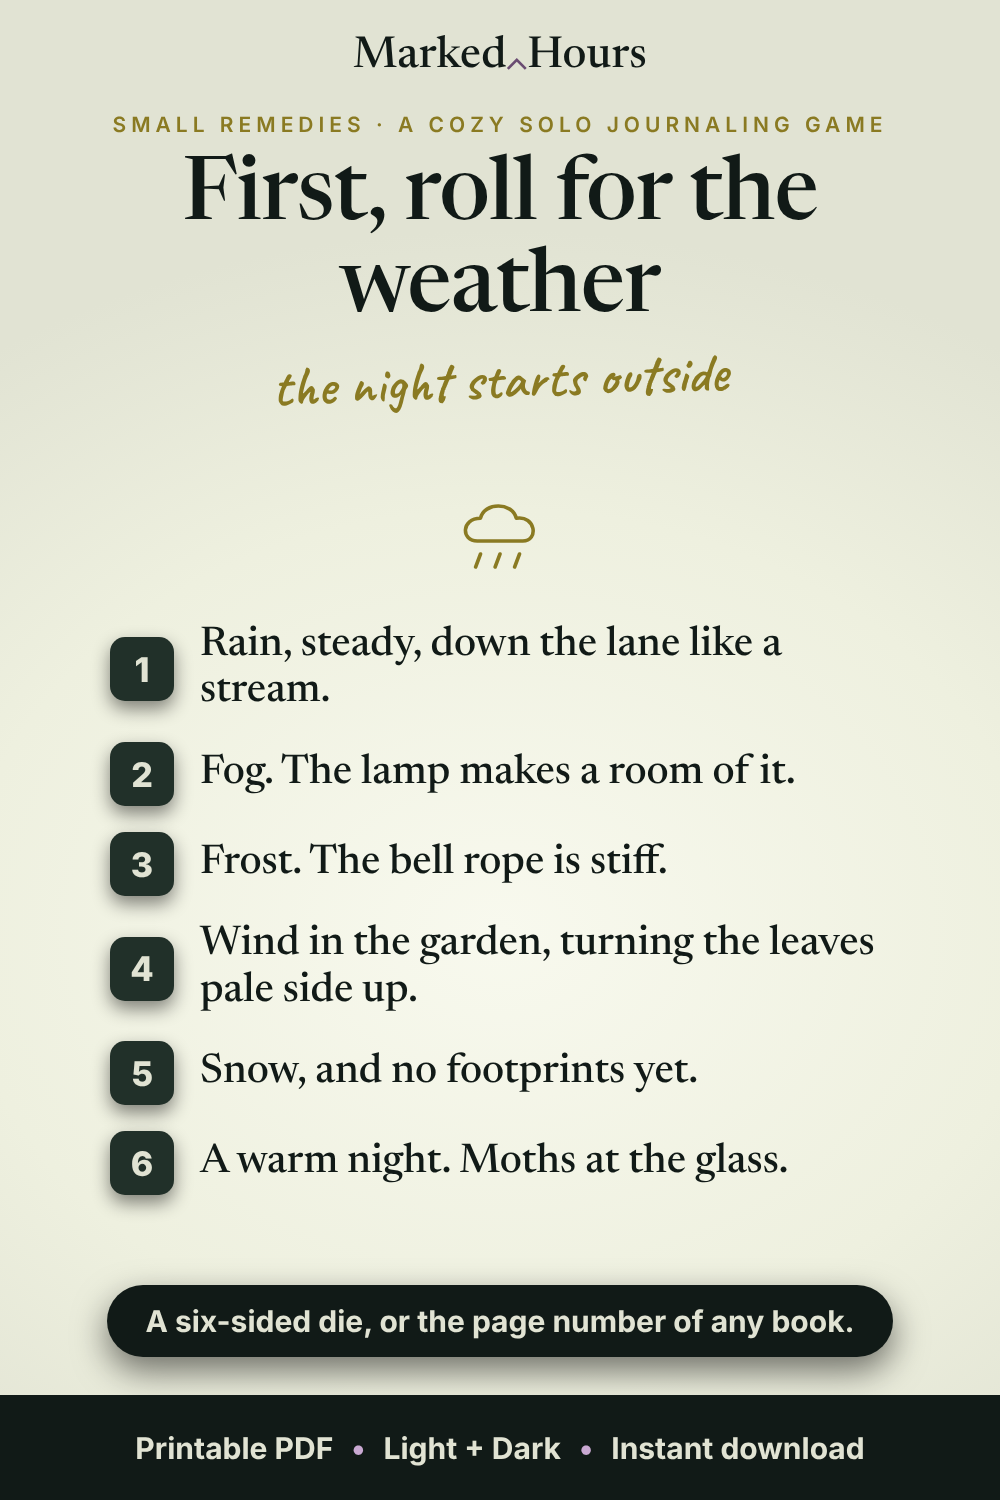 Marked‸Hours
SMALL REMEDIES · A COZY SOLO JOURNALING GAME
First, roll for the
weather
the night starts outside
1 Rain, steady, down the lane like a
stream.
2 Fog. The lamp makes a room of it.
3 Frost. The bell rope is stiff.
4 Wind in the garden, turning the leaves
pale side up.
5 Snow, and no footprints yet.
6 A warm night. Moths at the glass.
A six-sided die, or the page number of any book.
Printable PDF • Light + Dark • Instant download